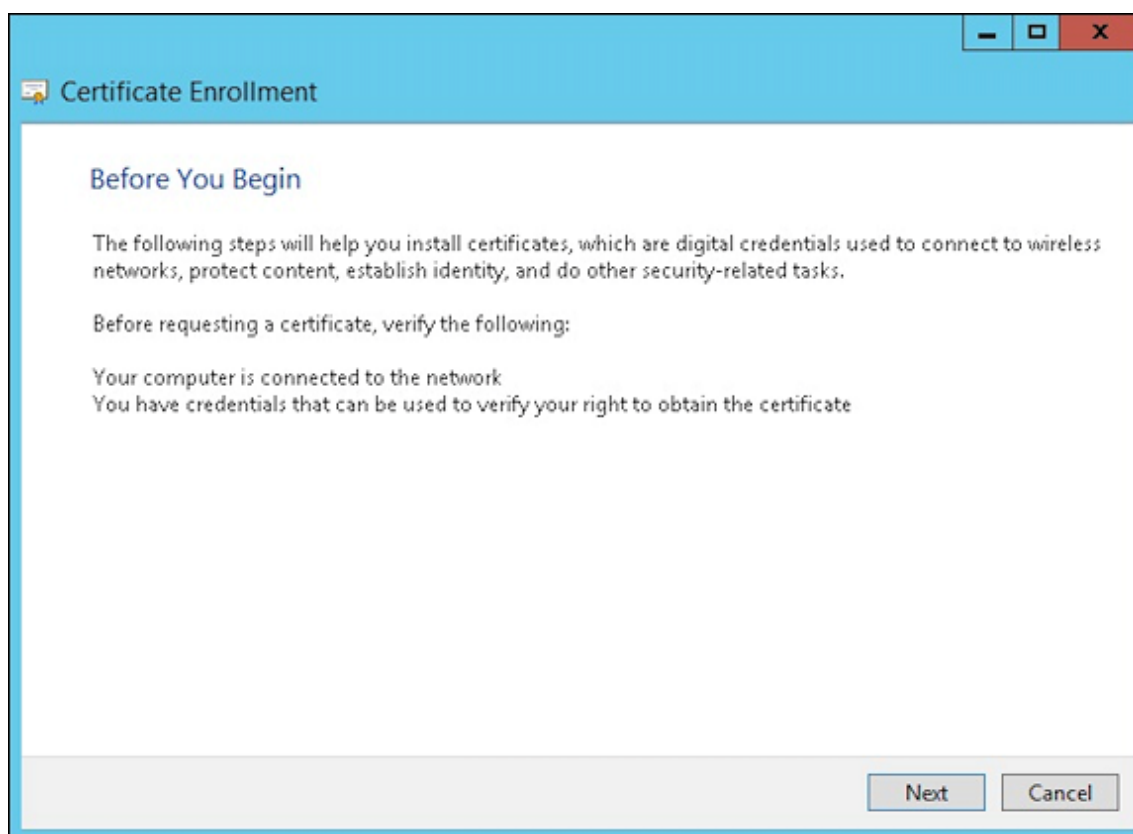 Certificate Enrollment
Before You Begin
The following steps will help you install certificates, which are digital credentials used to connect to wireless
networks, protect content, establish identity, and do other security-related tasks.
Before requesting a certificate, verify the following:
Your computer is connected to the network
You have credentials that can be used to verify your right to obtain the certificate
Next Cancel